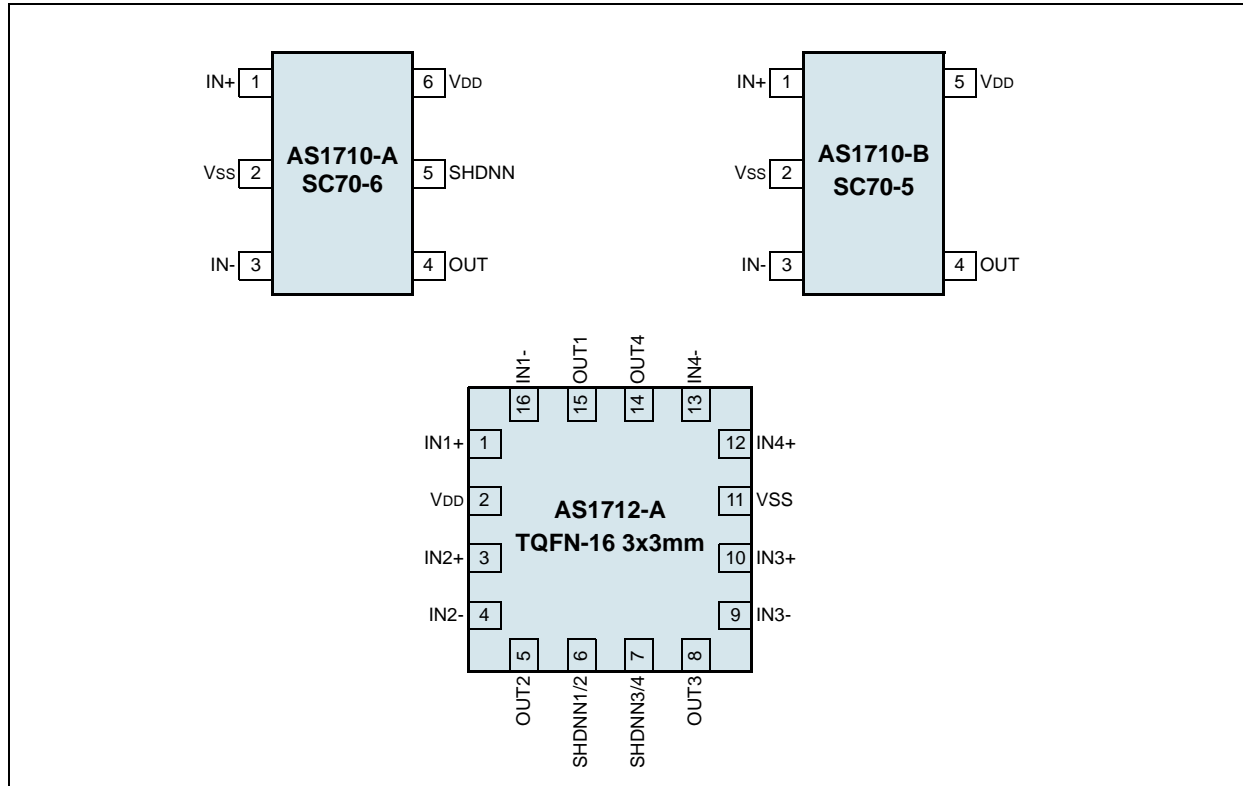 IN+ 1
6 VDD
VSS 2
AS1710-A
SC70-6
5 SHDNN
IN- 3
4 OUT
IN+ 1
5 VDD
VSS 2
AS1710-B
SC70-5
IN- 3
4 OUT
IN1-
OUT1
OUT4
IN4-
16
15
14
13
IN1+ 1
12 IN4+
VDD 2
11 VSS
AS1712-A
TQFN-16 3x3mm
IN2+ 3
10 IN3+
IN2- 4
9 IN3-
5
6
7
8
OUT2
SHDNN1/2
SHDNN3/4
OUT3